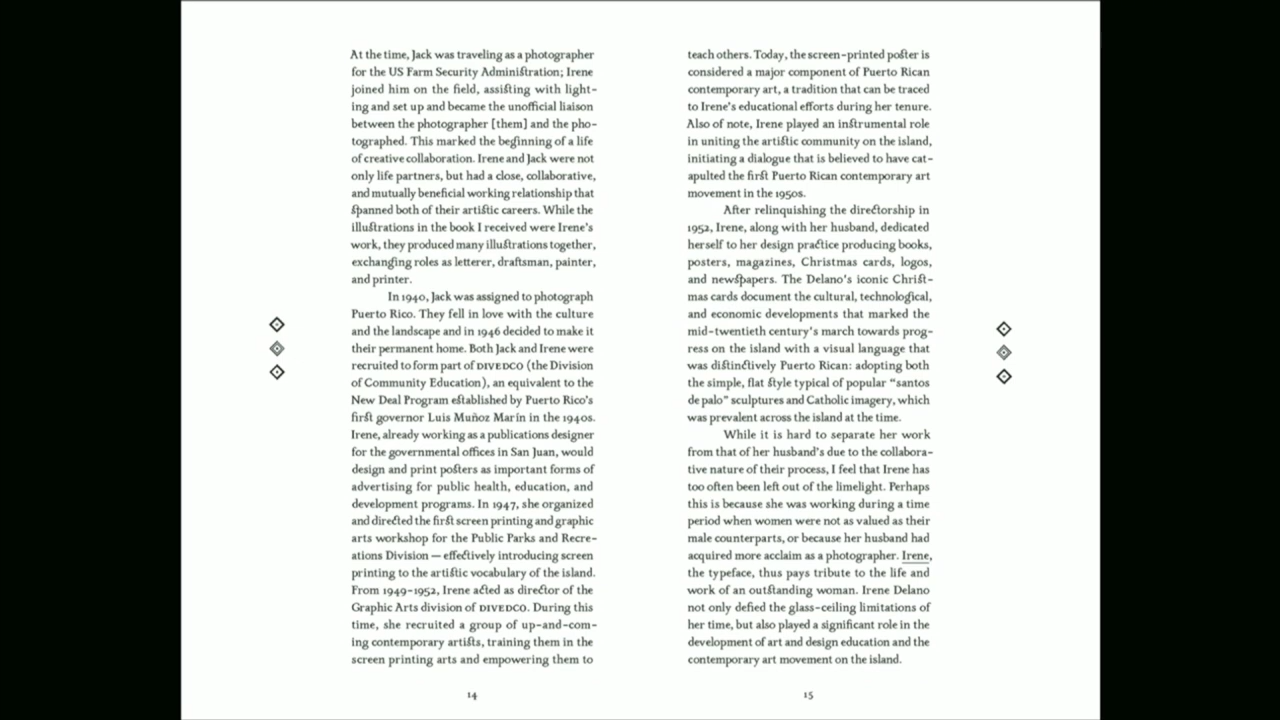 At the time, Jack was traveling as a photographer
for the US Farm Security Administration; Irene
joined him on the field, assisting with light-
ing and set up and became the unofficial liaison
between the photographer [them] and the pho-
tographed. This marked the beginning of a life
of creative collaboration. Irene and Jack were not
only life partners, but had a close, collaborative,
and mutually beneficial working relationship that
spanned both of their artistic careers. While the
illustrations in the book I received were Irene's
work, they produced many illustrations together,
exchanging roles as letterer, draftsman, painter,
and printer.
In 1940, Jack was assigned to photograph
Puerto Rico. They fell in love with the culture
and the landscape and in 1946 decided to make it
their permanent home. Both Jack and Irene were
recruited to form part of DIVEDCO (the Division
of Community Education), an equivalent to the
New Deal Program established by Puerto Rico's
first governor Luis Muñoz Marín in the 1940s.
Irene, already working as a publications designer
for the governmental offices in San Juan, would
design and print posters as important forms of
advertising for public health, education, and
development programs. In 1947, she organized
and directed the first screen printing and graphic
arts workshop for the Public Parks and Recre-
ations Division — effectively introducing screen
printing to the artistic vocabulary of the island.
From 1949-1952, Irene acted as director of the
Graphic Arts division of DIVEDCO. During this
time, she recruited a group of up-and-com-
ing contemporary artists, training them in the
screen printing arts and empowering them to
14
teach others. Today, the screen-printed poster is
considered a major component of Puerto Rican
contemporary art, a tradition that can be traced
to Irene's educational efforts during her tenure.
Also of note, Irene played an instrumental role
in uniting the artistic community on the island,
initiating a dialogue that is believed to have cat-
apulted the first Puerto Rican contemporary art
movement in the 1950s.
After relinquishing the directorship in
1952, Irene, along with her husband, dedicated
herself to her design practice producing books,
posters, magazines, Christmas cards, logos,
and newspapers. The Delano's iconic Christ-
mas cards document the cultural, technological,
and economic developments that marked the
mid-twentieth century's march towards prog-
ress on the island with a visual language that
was distinctively Puerto Rican: adopting both
the simple, flat style typical of popular "santos
de palo" sculptures and Catholic imagery, which
was prevalent across the island at the time.
While it is hard to separate her work
from that of her husband's due to the collabora-
tive nature of their process, I feel that Irene has
too often been left out of the limelight. Perhaps
this is because she was working during a time
period when women were not as valued as their
male counterparts, or because her husband had
acquired more acclaim as a photographer. Irene,
the typeface, thus pays tribute to the life and
work of an outstanding woman. Irene Delano
not only defied the glass-ceiling limitations of
her time, but also played a significant role in the
development of art and design education and the
contemporary art movement on the island.
15